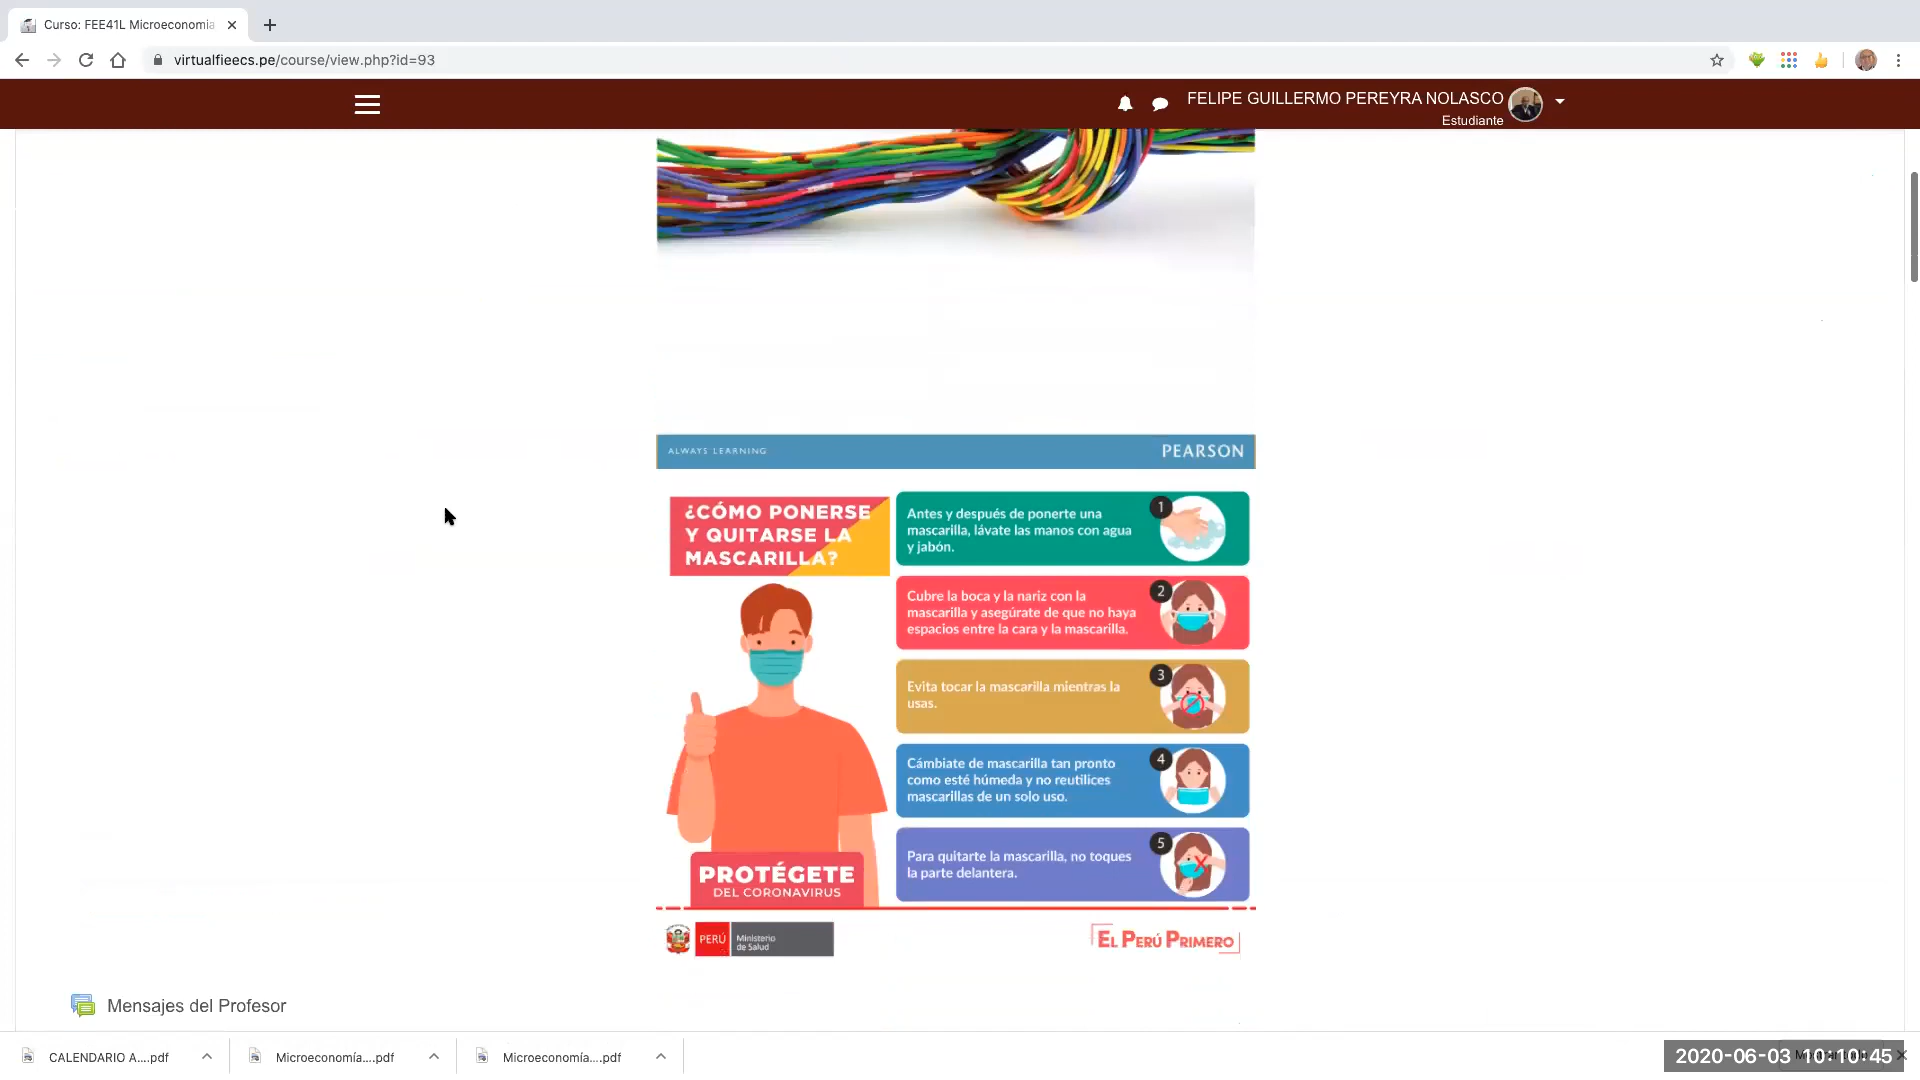 Curso: FEE41L Microeconomia
virtualfieecs.pe/course/view.php?id=93
FELIPE GUILLERMO PEREYRA NOLASCO
Estudiante
ALWAYS LEARNING
PEARSON
¿CÓMO PONERSE
Y QUITARSE LA
MASCARILLA?
1
Antes y después de ponerte una
mascarilla, lávate las manos con agua
y jabón.
2
Cubre la boca y la nariz con la
mascarilla y asegúrate de que no haya
espacios entre la cara y la mascarilla.
3
Evita tocar la mascarilla mientras la
usas.
4
Cámbiate de mascarilla tan pronto
como esté húmeda y no reutilices
mascarillas de un solo uso.
5
Para quitarte la mascarilla, no toques
la parte delantera.
PROTÉGETE
DEL CORONAVIRUS
PERÚ
Ministerio
de Salud
EL PERÚ PRIMERO
Mensajes del Profesor
CALENDARIO A....pdf
Microeconomía....pdf
Microeconomía....pdf
2020-06-03 10:10:45